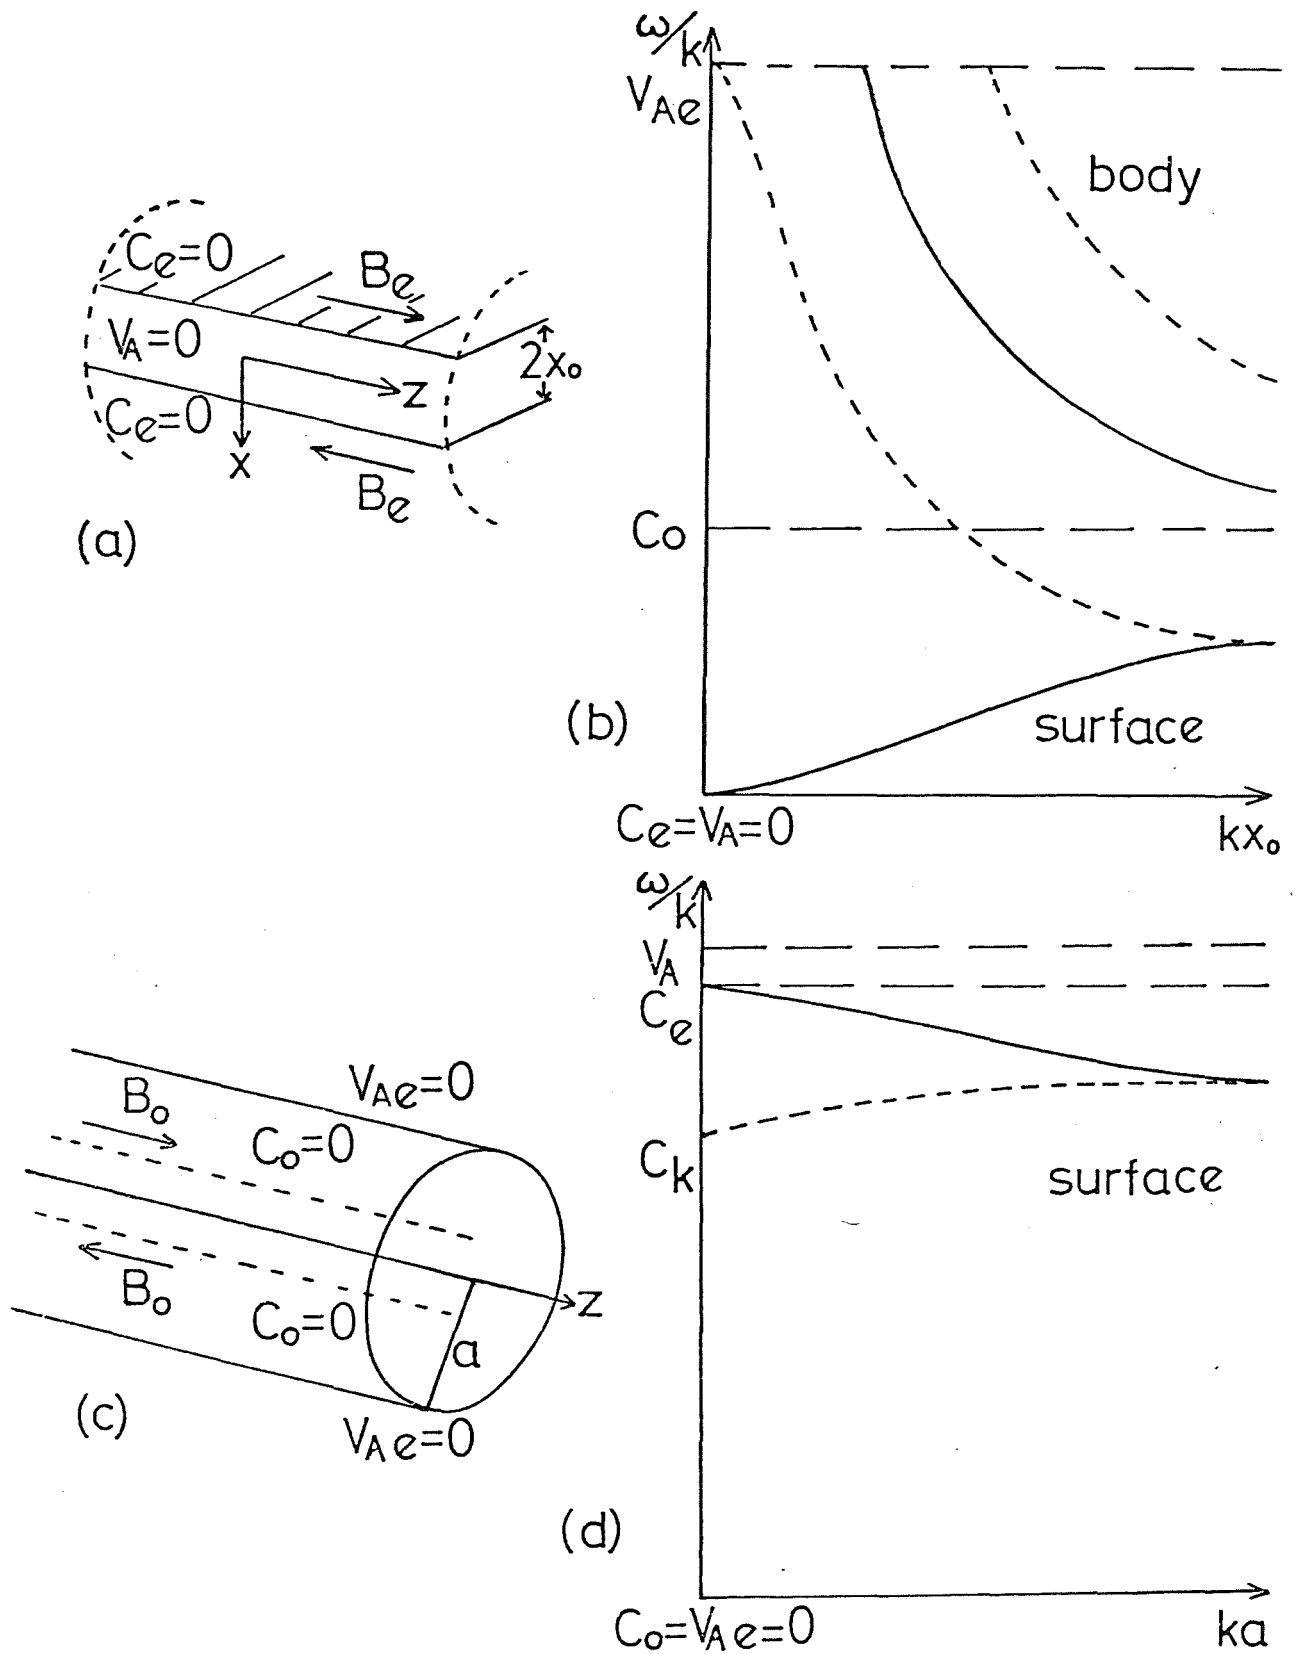 Ce=0
Be
VA=0
2x₀
z
Ce=0
x
Be
(a)
ω/k
VAe
body
C₀
(b)
surface
Ce=VA=0
kx₀
VAe=0
B₀
C₀=0
B₀
C₀=0
z
a
VAe=0
(c)
ω/k
VA
Ce
Ck
surface
(d)
C₀=VAe=0
ka